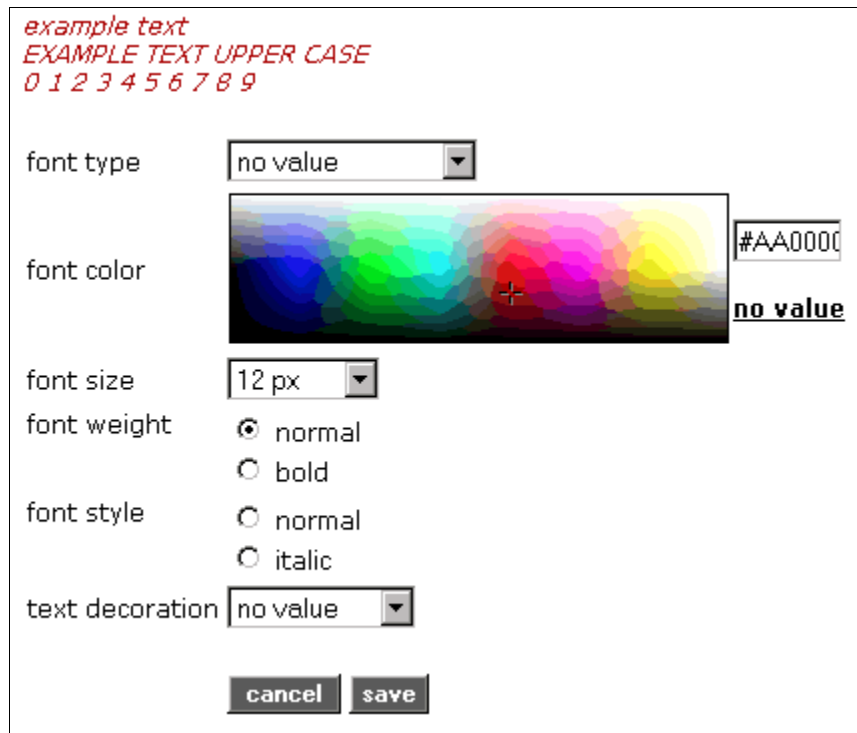 example text
EXAMPLE TEXT UPPER CASE
0 1 2 3 4 5 6 7 8 9
font type no value
font color #AA0000
no value
font size 12 px
font weight normal
bold
font style normal
italic
text decoration no value
cancel save